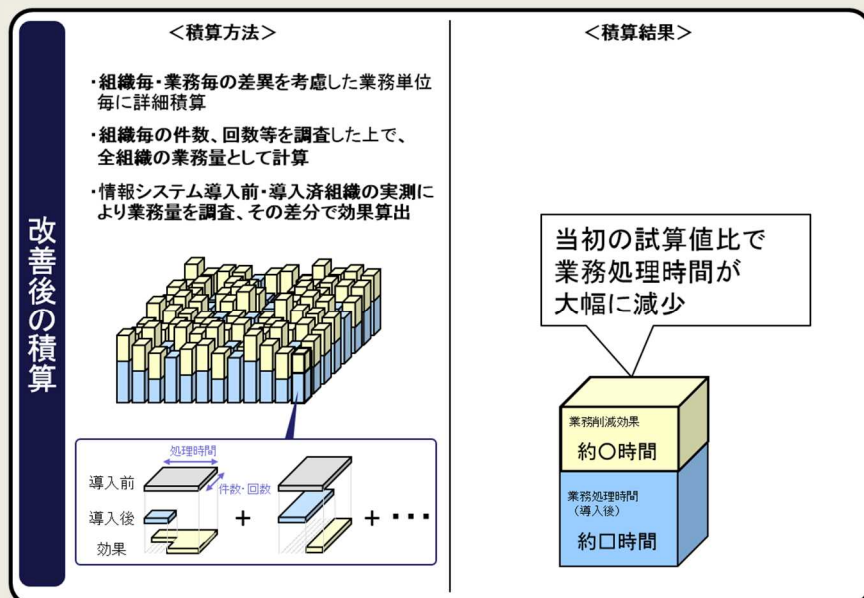 改善後の積算
＜積算方法＞
・組織毎・業務毎の差異を考慮した業務単位
毎に詳細積算
・組織毎の件数、回数等を調査した上で、
全組織の業務量として計算
・情報システム導入前・導入済組織の実測に
より業務量を調査、その差分で効果算出
処理時間
導入前
件数・回数
導入後
+
+
・・・
効果
＜積算結果＞
当初の試算値比で
業務処理時間が
大幅に減少
業務削減効果
約〇時間
業務処理時間
（導入後）
約□時間